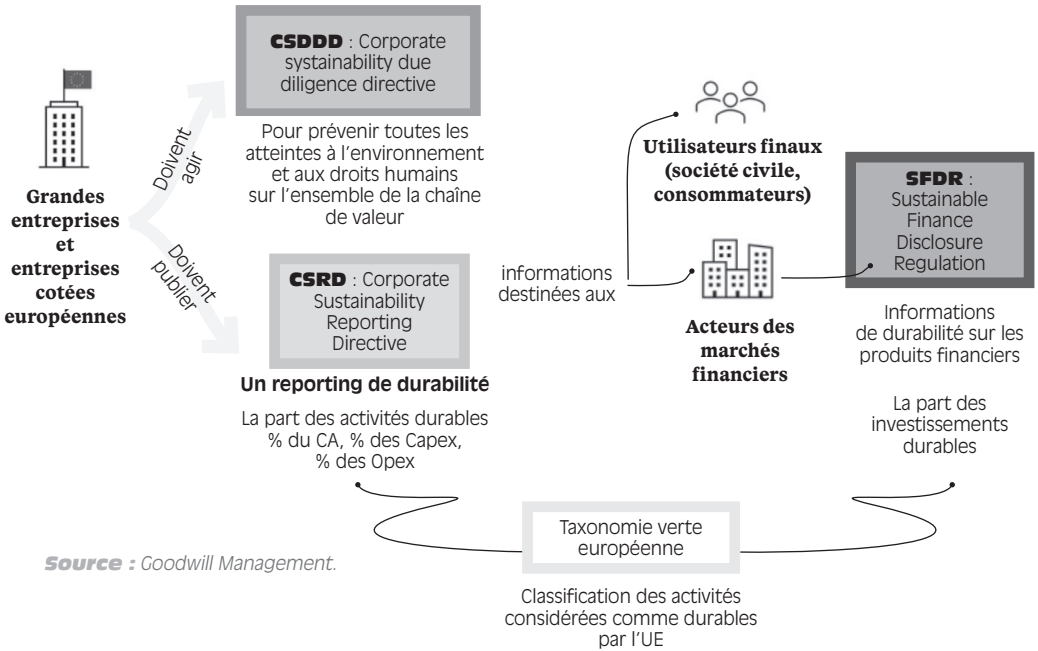 CSDDD : Corporate
systainability due
diligence directive
Pour prévenir toutes les
atteintes à l'environnement
et aux droits humains
sur l'ensemble de la chaîne
de valeur
Grandes
entreprises
et
entreprises
cotées
européennes
Doivent
agir
Doivent
publier
CSRD : Corporate
Sustainability
Reporting
Directive
Un reporting de durabilité
La part des activités durables
% du CA, % des Capex,
% des Opex
informations
destinées aux
Utilisateurs finaux
(société civile,
consommateurs)
Acteurs des
marchés
financiers
SFDR :
Sustainable
Finance
Disclosure
Regulation
Informations
de durabilité sur les
produits financiers
La part des
investissements
durables
Taxonomie verte
européenne
Classification des activités
considérées comme durables
par l'UE
Source : Goodwill Management.